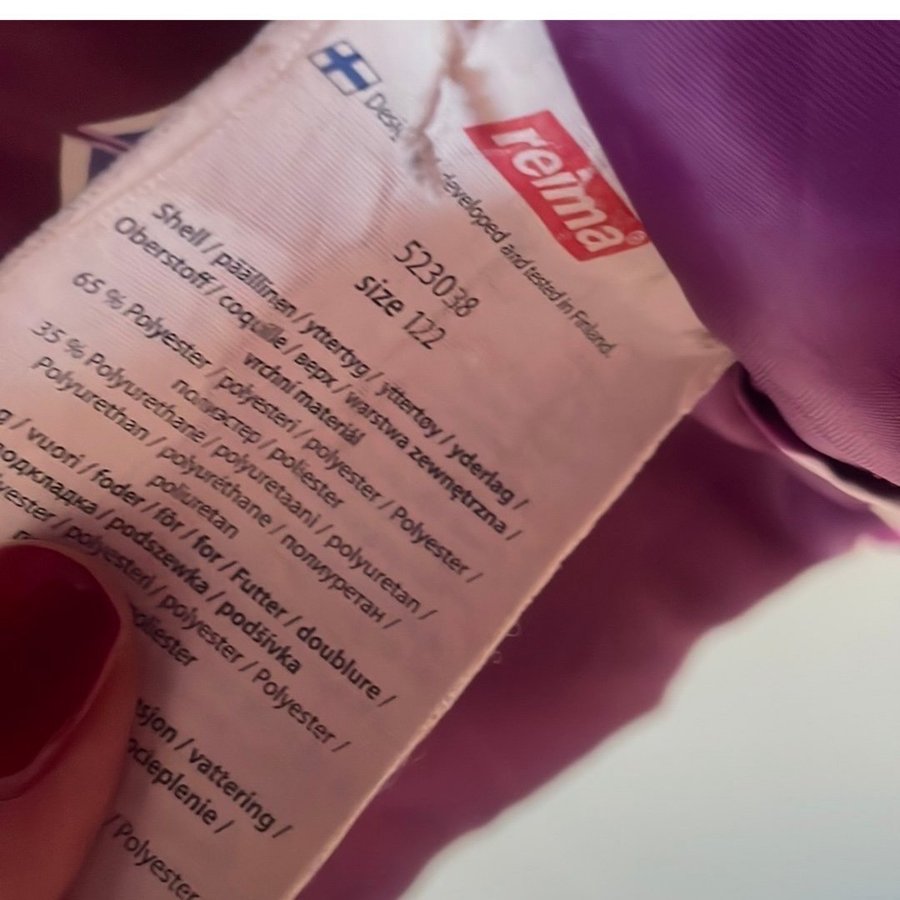 reima®
developed and tested in Finland.
523038
size 122
Shell / päällinen / yttertyg / yttertøy / yderlag /
Oberstoff / coquille / верх / warstwa zewnętrzna /
vrchní materiál
65 % Polyester / polyesteri / polyester / Polyester /
полиэстер / poliester
35 % Polyurethane / polyuretaani / polyuretan /
Polyurethan / polyuréthane / полиуретан /
poliuretan
/ vuori / foder / fôr / for / Futter / doublure /
подкладка / podszewka / podšívka
/ polyesteri / polyester / Polyester /
/ vattering /
ocieplenie /
/ Polyester